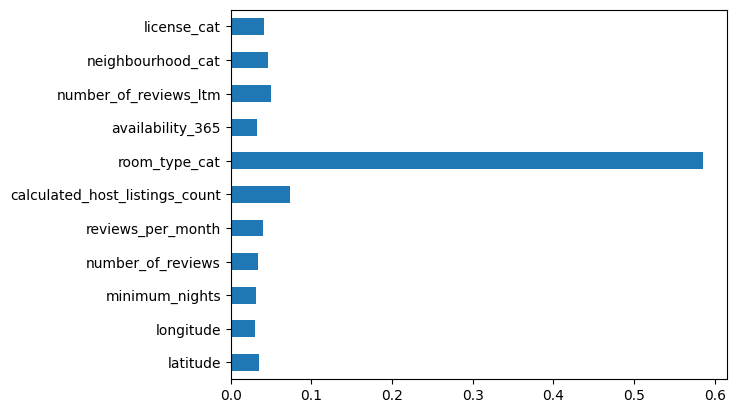 license_cat
neighbourhood_cat
number_of_reviews_ltm
availability_365
room_type_cat
calculated_host_listings_count
reviews_per_month
number_of_reviews
minimum_nights
longitude
latitude
0.0 0.1 0.2 0.3 0.4 0.5 0.6